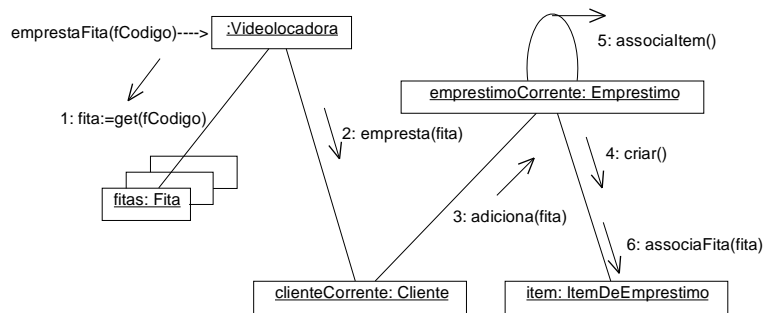 emprestaFita(fCodigo)---->
:Videolocadora
5: associaItem()
emprestimoCorrente: Emprestimo
1: fita:=get(fCodigo)
2: empresta(fita)
4: criar()
fitas: Fita
3: adiciona(fita)
6: associaFita(fita)
clienteCorrente: Cliente
item: ItemDeEmprestimo